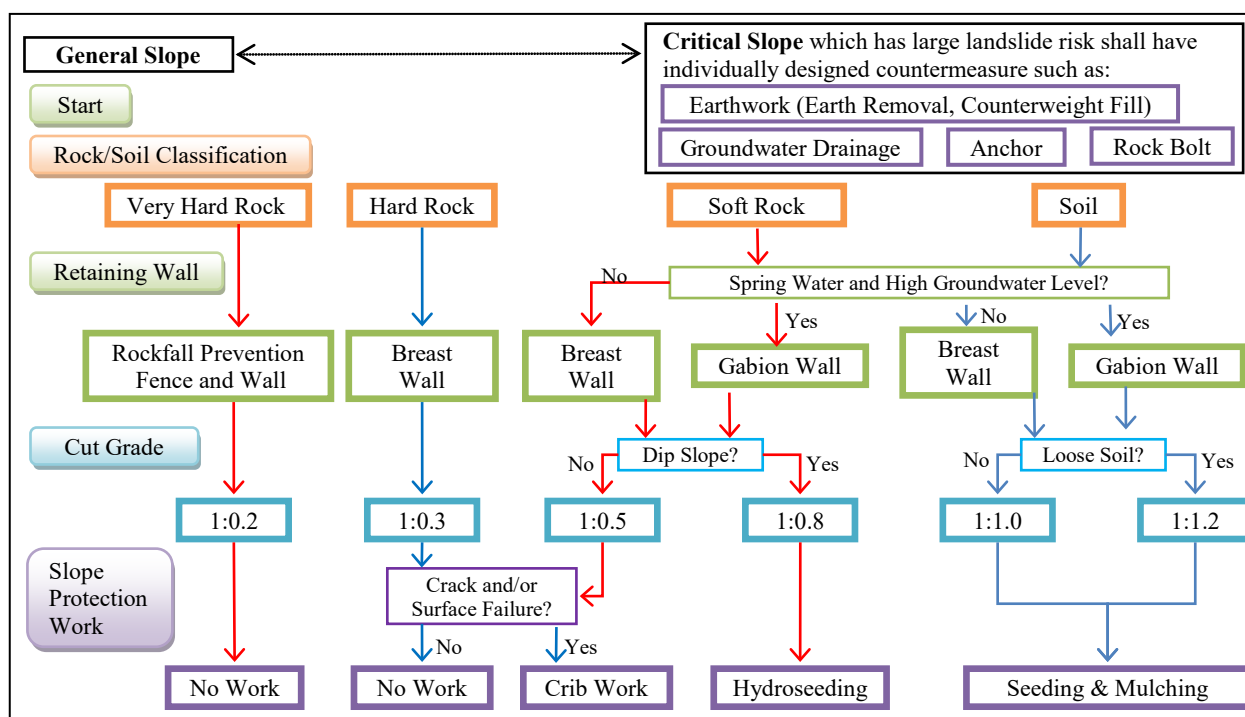 General Slope
Critical Slope which has large landslide risk shall have
individually designed countermeasure such as:
Earthwork (Earth Removal, Counterweight Fill)
Groundwater Drainage
Anchor
Rock Bolt
Start
Rock/Soil Classification
Very Hard Rock
Hard Rock
Soft Rock
Soil
Retaining Wall
Spring Water and High Groundwater Level?
No
Yes
No
Yes
Rockfall Prevention
Fence and Wall
Breast
Wall
Breast
Wall
Gabion Wall
Breast
Wall
Gabion Wall
Cut Grade
Dip Slope?
No
Yes
Loose Soil?
No
Yes
1:0.2
1:0.3
1:0.5
1:0.8
1:1.0
1:1.2
Slope
Protection
Work
Crack and/or
Surface Failure?
No
Yes
No Work
No Work
Crib Work
Hydroseeding
Seeding & Mulching